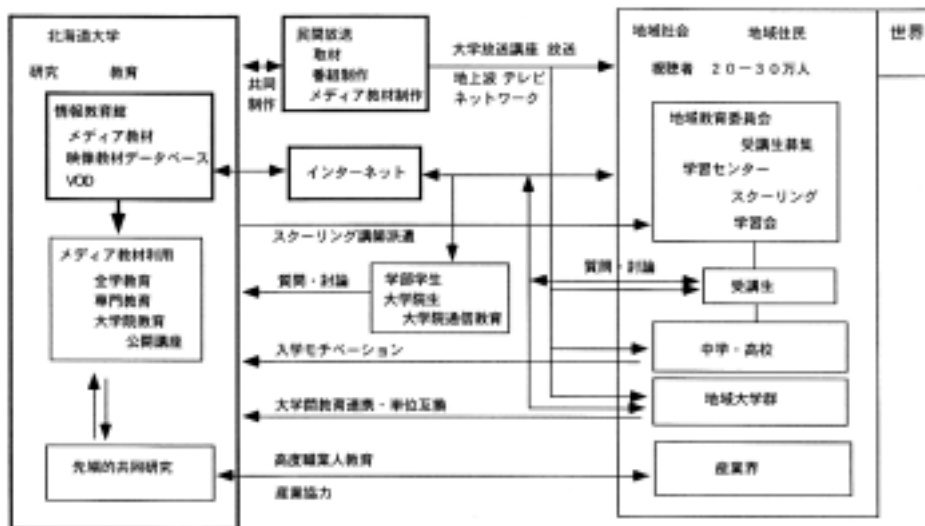 北海道大学
研究 教育
情報教育館
メディア教材
映像教材データベース
VOD
メディア教材利用
全学教育
専門教育
大学院教育
公開講座
先端的共同研究
民間放送
取材
番組制作
メディア教材制作
共同
制作
大学放送講座 放送
地上波 テレビ
ネットワーク
インターネット
スクーリング講師派遣
質問・討論
学部学生
大学院生
大学院通信教育
質問・討論
入学モチベーション
大学間教育連携・単位互換
高度職業人教育
産業協力
地域社会 地域住民
視聴者 20-30万人
地域教育委員会
受講生募集
学習センター
スクーリング
学習会
受講生
中学・高校
地域大学群
産業界
世界